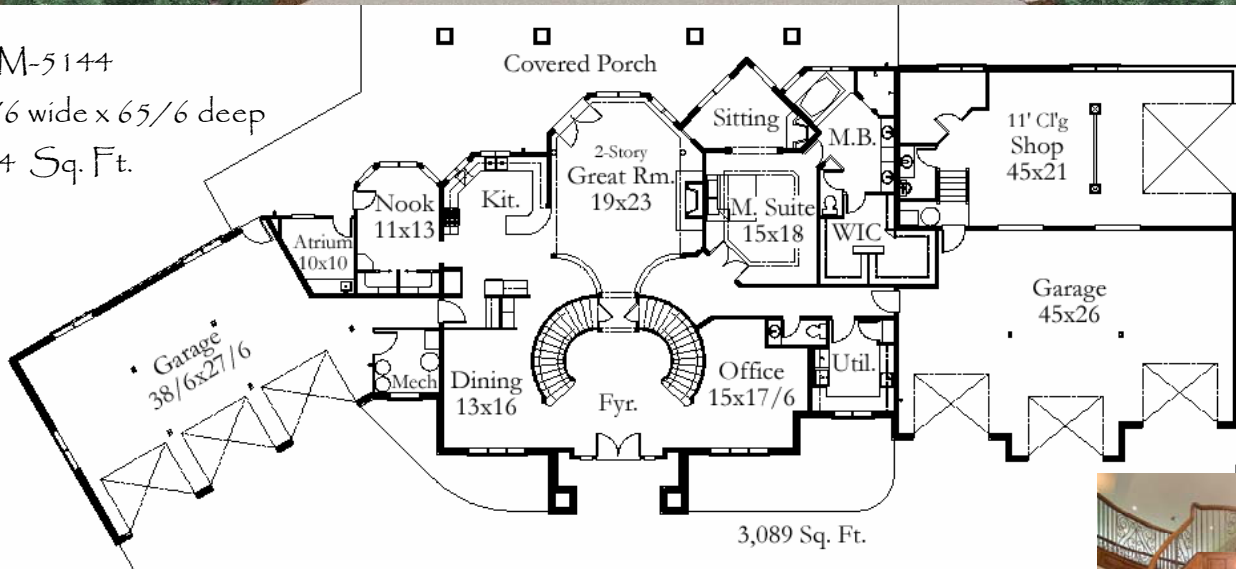 M-5144
/6 wide x 65/6 deep
4 Sq. Ft.
Covered Porch
Sitting
M.B.
11' Cl'g
Shop
45x21
2-Story
Great Rm.
19x23
Kit.
Nook
11x13
M. Suite
15x18
WIC
Atrium
10x10
Garage
45x26
Garage
38/6x27/6
Mech
Dining
13x16
Fyr.
Office
15x17/6
Util.
3,089 Sq. Ft.